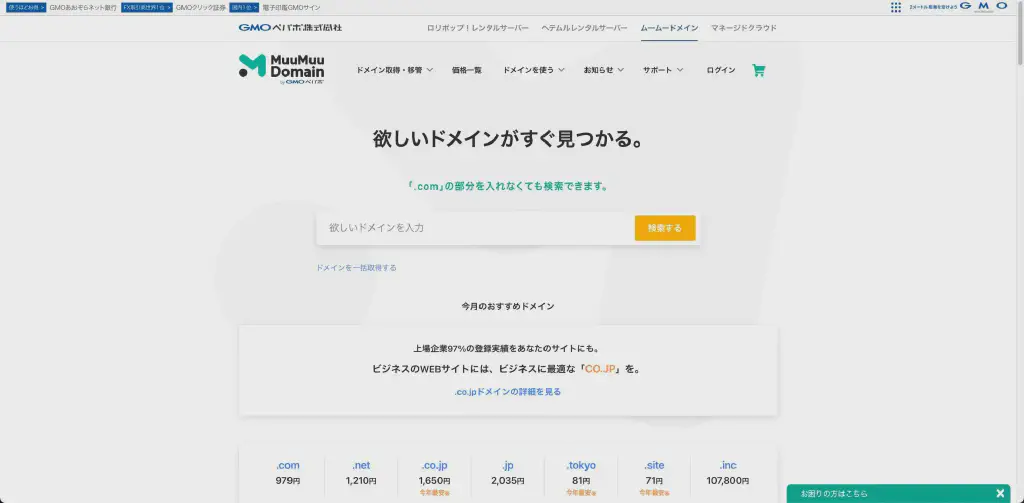 使うほどお得 > GMOあおぞらネット銀行 FX取引高世界1位 > GMOクリック証券 国内1位 > 電子印鑑GMOサイン
GMO
GMOペパボ株式会社 ロリポップ！レンタルサーバー ヘテムルレンタルサーバー ムームードメイン マネージドクラウド
MuuMuu
Domain
by GMOペパボ
ドメイン取得・移管 価格一覧 ドメインを使う お知らせ サポート ログイン
欲しいドメインがすぐ見つかる。
「.com」の部分を入れなくても検索できます。
欲しいドメインを入力 検索する
ドメインを一括取得する
今月のおすすめドメイン
上場企業97%の登録実績をあなたのサイトにも。
ビジネスのWEBサイトには、ビジネスに最適な「CO.JP」を。
.co.jpドメインの詳細を見る
.com .net .co.jp .jp .tokyo .site .inc
979円 1,210円 1,650円 2,035円 81円 71円 107,800円
今年最安 今年最安 今年最安
お困りの方はこちら ×